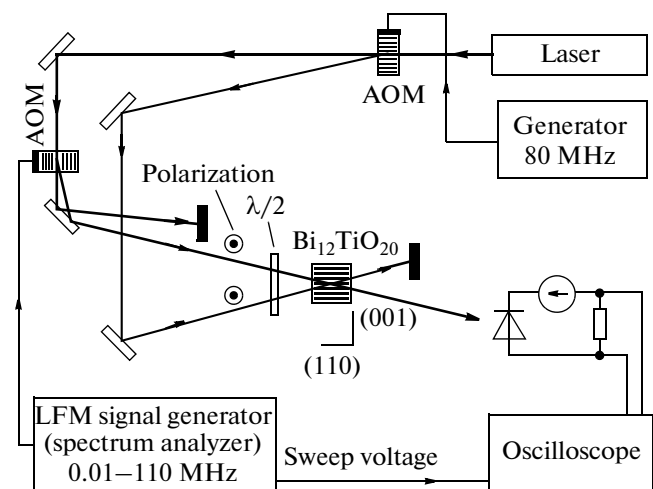 Laser
AOM
Generator
80 MHz
AOM
Polarization
λ/2
Bi₁₂TiO₂₀
(001)
(110)
LFM signal generator
(spectrum analyzer)
0.01–110 MHz
Sweep voltage
Oscilloscope